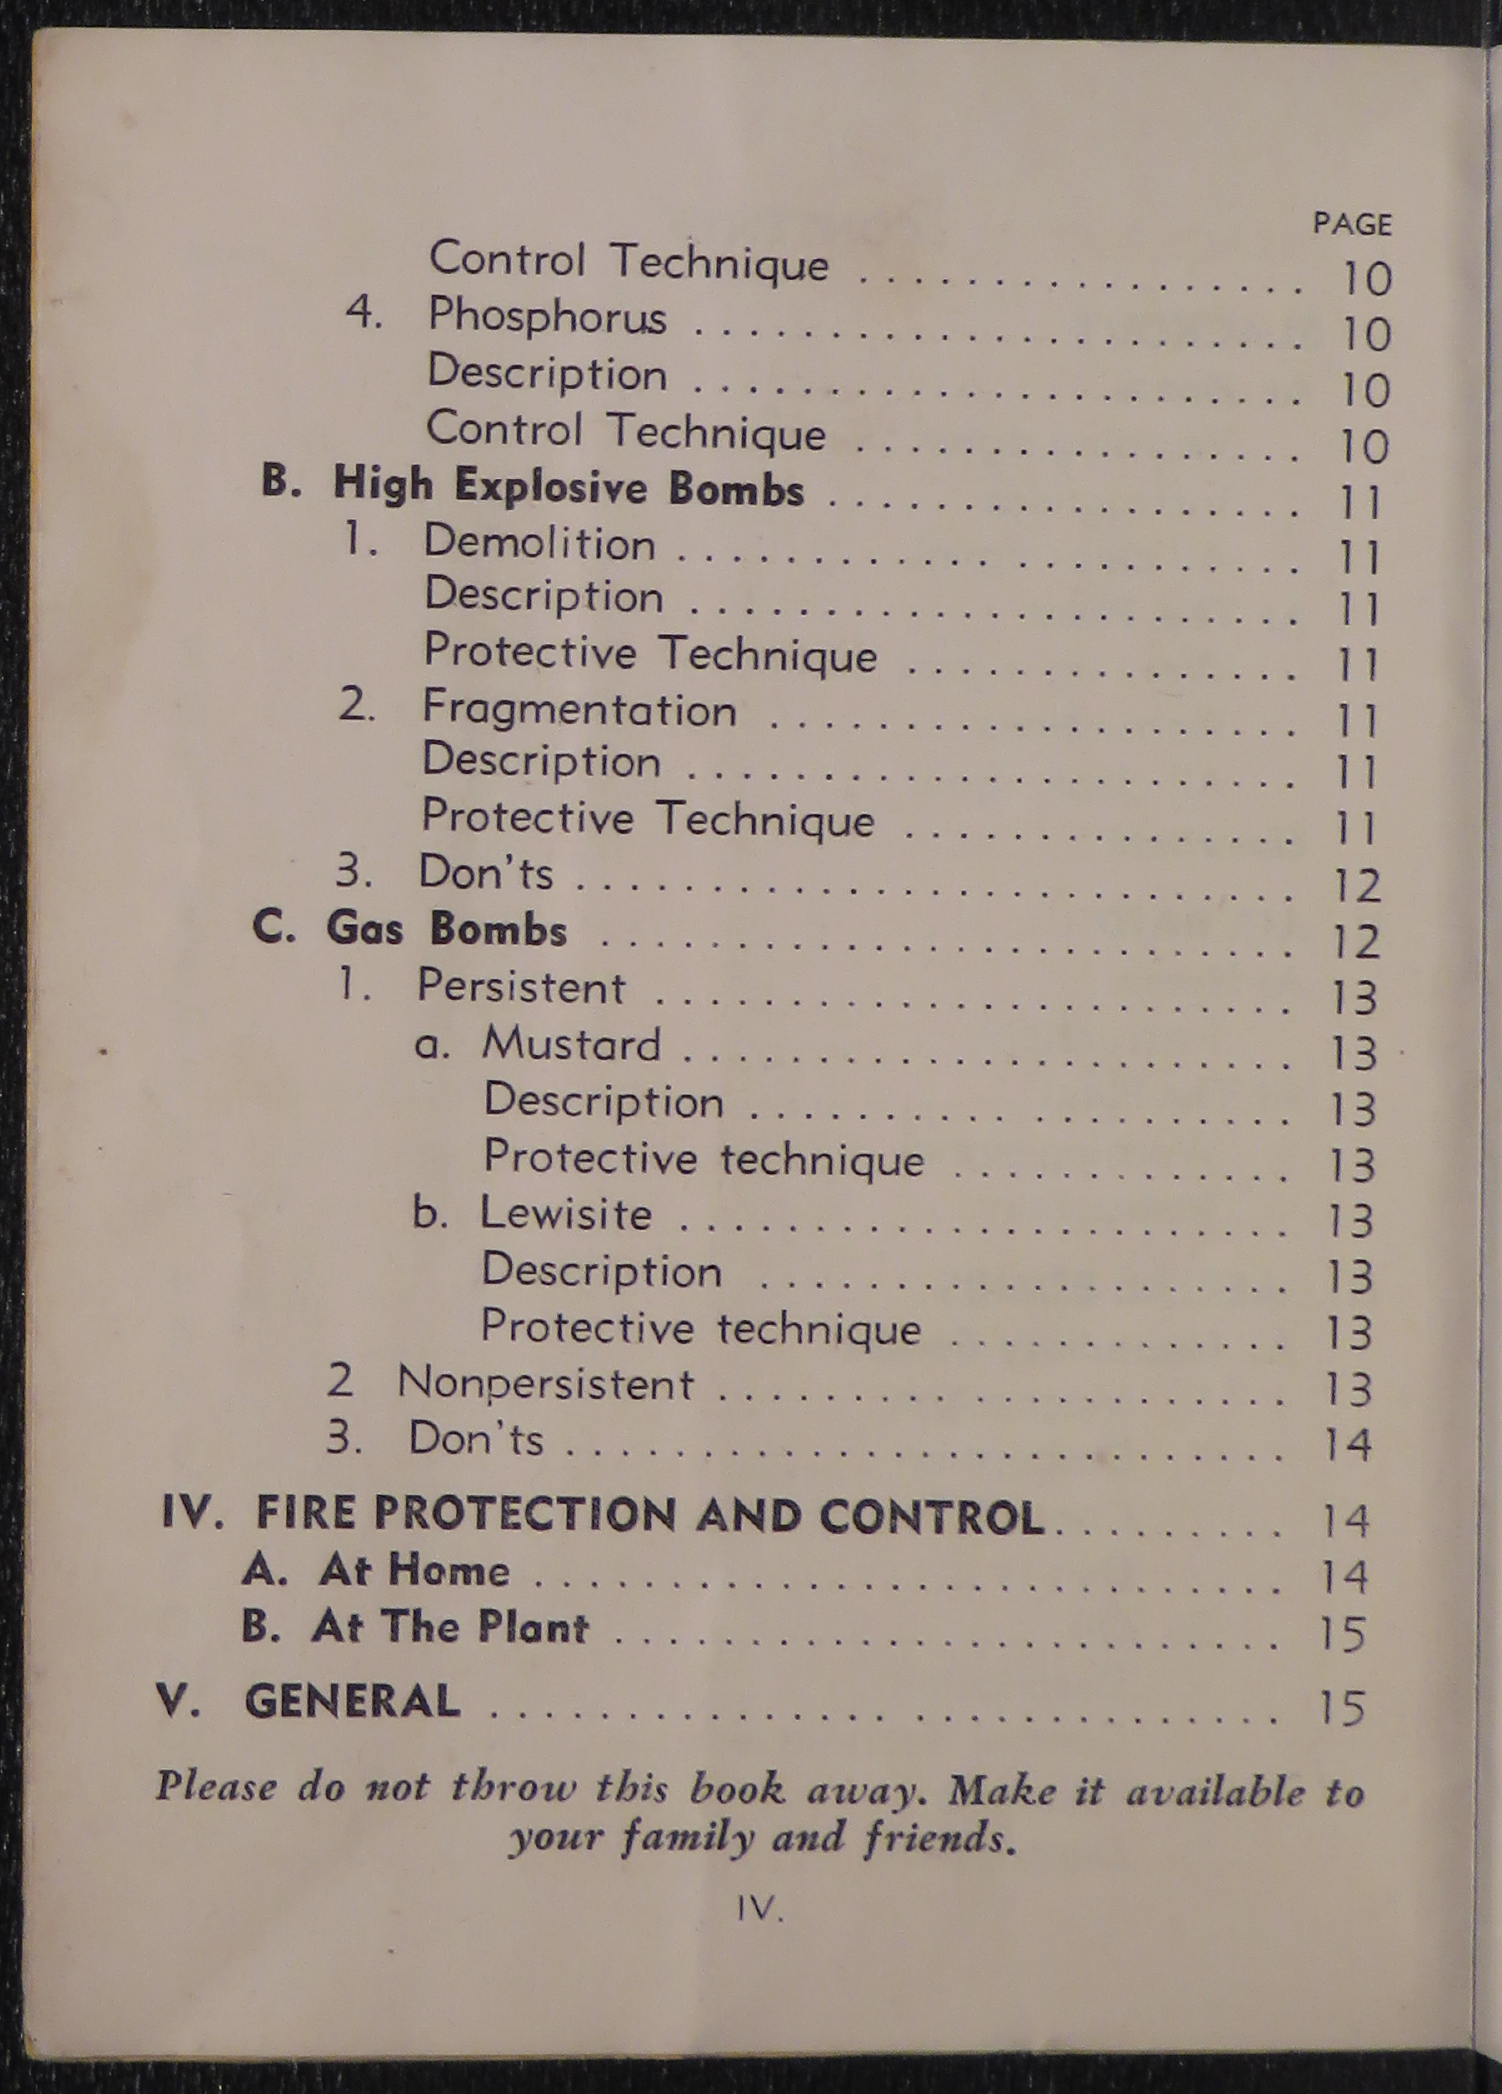 PAGE
Control Technique . . . . . . . . . . . . . . . . . 10
4. Phosphorus . . . . . . . . . . . . . . . . . . . . . . . 10
Description . . . . . . . . . . . . . . . . . . . . . . . 10
Control Technique . . . . . . . . . . . . . . . . . 10
B. High Explosive Bombs . . . . . . . . . . . . . . . . . . 11
1. Demolition . . . . . . . . . . . . . . . . . . . . . . . 11
Description . . . . . . . . . . . . . . . . . . . . . . . 11
Protective Technique . . . . . . . . . . . . . . . 11
2. Fragmentation . . . . . . . . . . . . . . . . . . . . 11
Description . . . . . . . . . . . . . . . . . . . . . . . 11
Protective Technique . . . . . . . . . . . . . . . 11
3. Don'ts . . . . . . . . . . . . . . . . . . . . . . . . . . . 12
C. Gas Bombs . . . . . . . . . . . . . . . . . . . . . . . . . . 12
1. Persistent . . . . . . . . . . . . . . . . . . . . . . . . 13
a. Mustard . . . . . . . . . . . . . . . . . . . . . . . 13
Description . . . . . . . . . . . . . . . . . . . . 13
Protective technique . . . . . . . . . . . . . 13
b. Lewisite . . . . . . . . . . . . . . . . . . . . . . . 13
Description . . . . . . . . . . . . . . . . . . . . 13
Protective technique . . . . . . . . . . . . . 13
2 Nonpersistent . . . . . . . . . . . . . . . . . . . . . 13
3. Don'ts . . . . . . . . . . . . . . . . . . . . . . . . . . . 14
IV. FIRE PROTECTION AND CONTROL . . . . . . . . . 14
A. At Home . . . . . . . . . . . . . . . . . . . . . . . . . . . . 14
B. At The Plant . . . . . . . . . . . . . . . . . . . . . . . . . 15
V. GENERAL . . . . . . . . . . . . . . . . . . . . . . . . . . . . . 15
Please do not throw this book away. Make it available to
your family and friends.
IV.